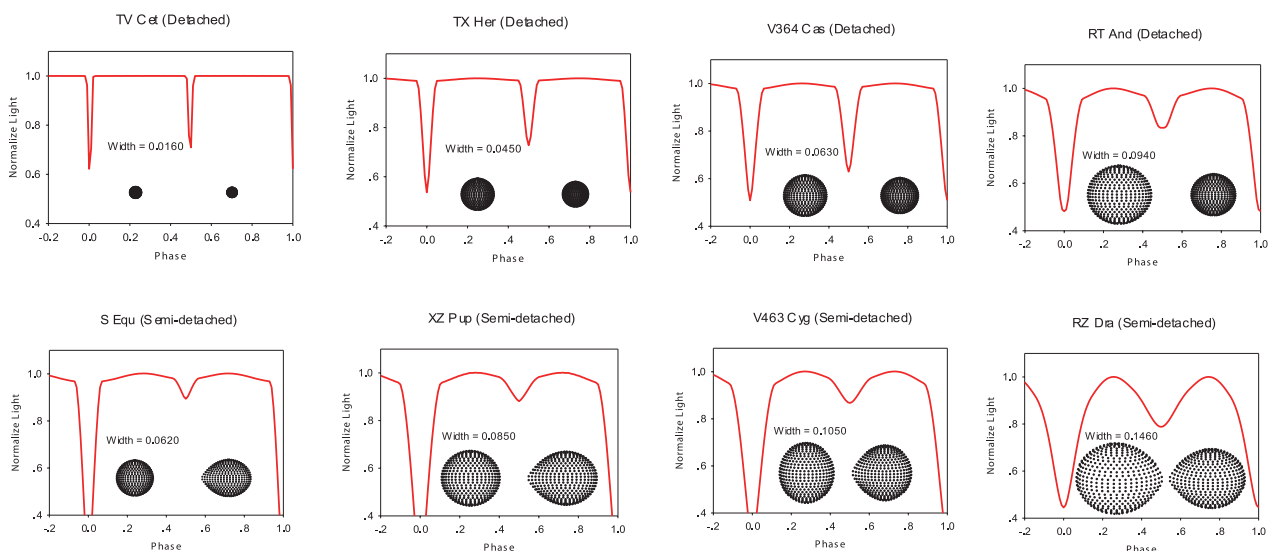 TV Cet (Detached)
Normalize Light
1.0
0.8
0.6
0.4
Width = 0.0160
-0.2 0.0 0.2 0.4 0.6 0.8 1.0
Phase
TX Her (Detached)
Normalize Light
1.0
.8
.6
.4
Width = 0.0450
-.2 0.0 .2 .4 .6 .8 1.0
Phase
V364 Cas (Detached)
Normalize Light
1.0
.8
.6
.4
Width = 0.0630
-.2 0.0 .2 .4 .6 .8 1.0
Phase
RT And (Detached)
Normalize Light
1.0
.8
.6
.4
Width = 0.0940
-.2 0.0 .2 .4 .6 .8 1.0
Phase
S Equ (Semi-detached)
Normalize Light
1.0
.8
.6
.4
Width = 0.0620
-.2 0.0 .2 .4 .6 .8 1.0
Phase
XZ Pup (Semi-detached)
Normalize Light
1.0
.8
.6
.4
Width = 0.0850
-.2 0.0 .2 .4 .6 .8 1.0
Phase
V463 Cyg (Semi-detached)
Normalize Light
1.0
.8
.6
.4
Width = 0.1050
-.2 0.0 .2 .4 .6 .8 1.0
Phase
RZ Dra (Semi-detached)
Normalize Light
1.0
.8
.6
.4
Width = 0.1460
-.2 0.0 .2 .4 .6 .8 1.0
Phase